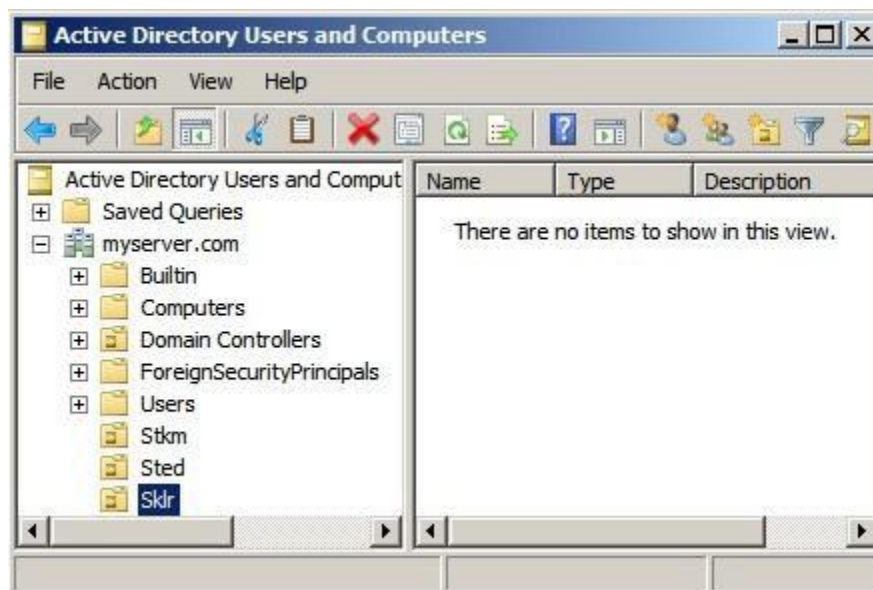 Active Directory Users and Computers
File Action View Help
Active Directory Users and Comput
Saved Queries
myserver.com
Builtin
Computers
Domain Controllers
ForeignSecurityPrincipals
Users
Stkm
Sted
Sklr
Name Type Description
There are no items to show in this view.